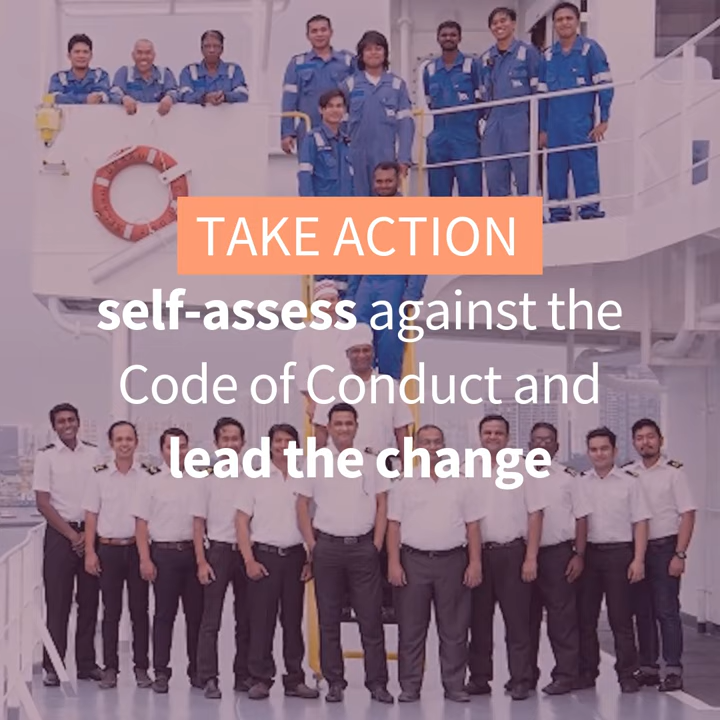 TAKE ACTION
self-assess against the
Code of Conduct and
lead the change